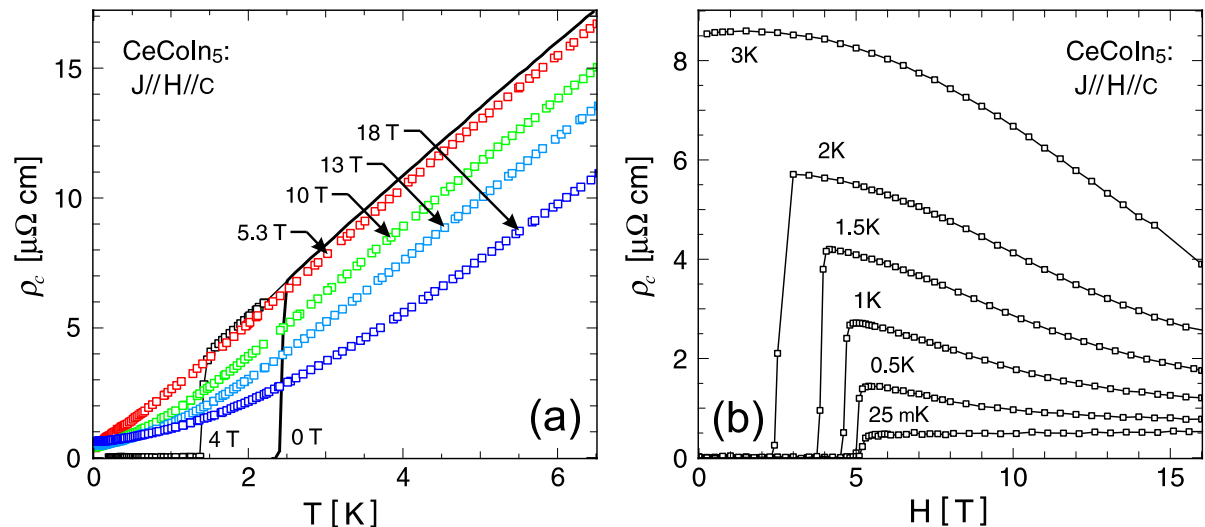 CeCoIn5:
J//H//C
18 T
13 T
10 T
5.3 T
4 T
0 T
(a)
15
10
5
0
0
2
4
6
T [ K ]
ρc [μΩ cm]
CeCoIn5:
J//H//C
3K
2K
1.5K
1K
0.5K
25 mK
(b)
8
6
4
2
0
0
5
10
15
H [ T ]
ρc [μΩ cm]